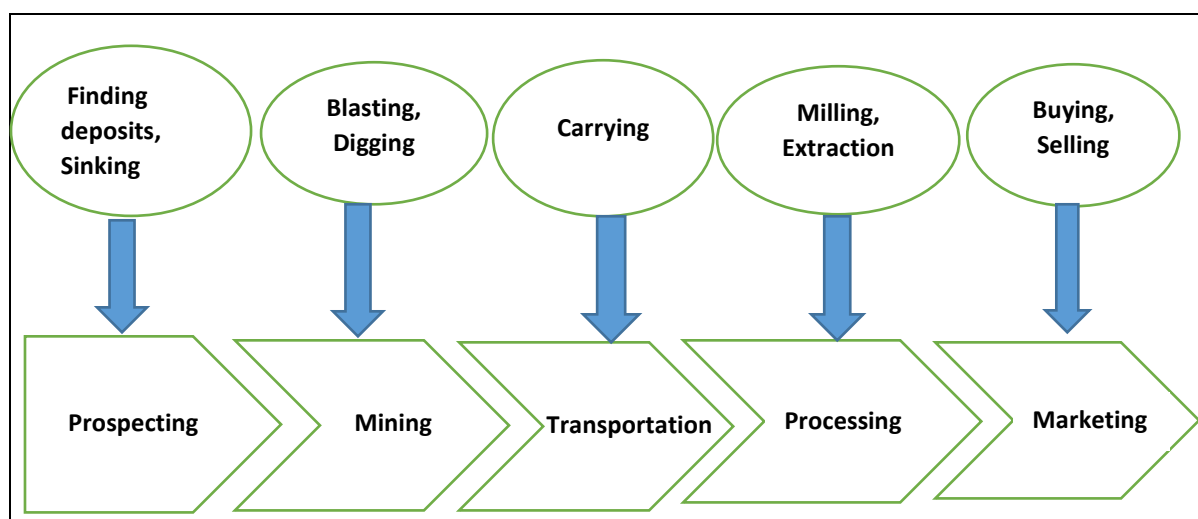 Finding
deposits,
Sinking
Blasting,
Digging
Carrying
Milling,
Extraction
Buying,
Selling
Prospecting
Mining
Transportation
Processing
Marketing